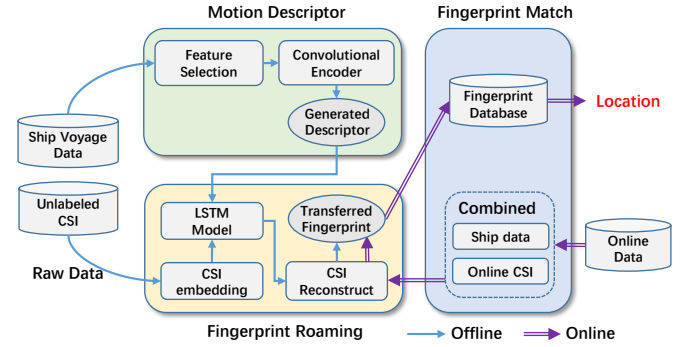 Motion Descriptor
Fingerprint Match
Feature
Selection
Convolutional
Encoder
Generated
Descriptor
Ship Voyage
Data
Unlabeled
CSI
Raw Data
LSTM
Model
Transferred
Fingerprint
CSI
embedding
CSI
Reconstruct
Fingerprint Roaming
Fingerprint
Database
Location
Combined
Ship data
Online CSI
Online
Data
Offline
Online